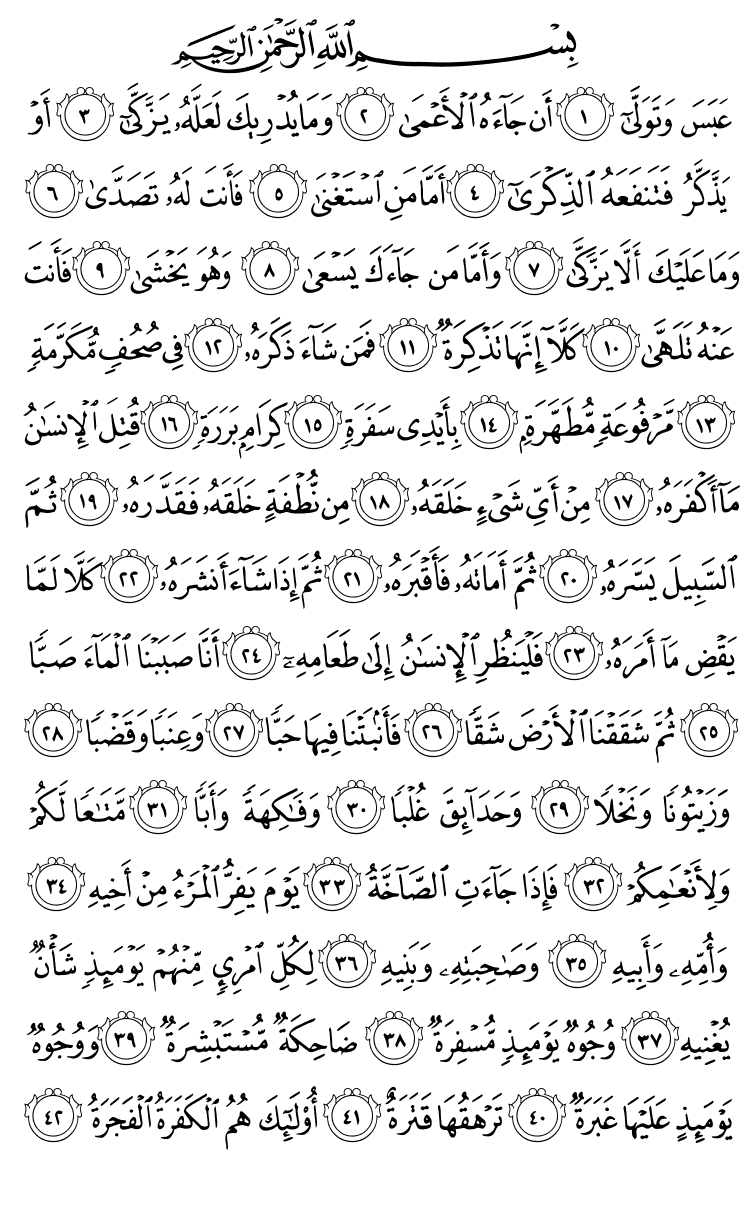 بِسْمِ ٱللَّهِ ٱلرَّحْمَٰنِ ٱلرَّحِيمِ
عَبَسَ وَتَوَلَّىٰٓ ١ أَن جَآءَهُ ٱلْأَعْمَىٰ ٢ وَمَا يُدْرِيكَ لَعَلَّهُۥ يَزَّكَّىٰٓ ٣ أَوْ
يَذَّكَّرُ فَتَنفَعَهُ ٱلذِّكْرَىٰٓ ٤ أَمَّا مَنِ ٱسْتَغْنَىٰ ٥ فَأَنتَ لَهُۥ تَصَدَّىٰ ٦
وَمَا عَلَيْكَ أَلَّا يَزَّكَّىٰ ٧ وَأَمَّا مَن جَآءَكَ يَسْعَىٰ ٨ وَهُوَ يَخْشَىٰ ٩ فَأَنتَ
عَنْهُ تَلَهَّىٰ ١٠ كَلَّآ إِنَّهَا تَذْكِرَةٌ ١١ فَمَن شَآءَ ذَكَرَهُۥ ١٢ فِى صُحُفٍ مُّكَرَّمَةٍ
١٣ مَّرْفُوعَةٍ مُّطَهَّرَةٍۭ ١٤ بِأَيْدِى سَفَرَةٍ ١٥ كِرَامٍۭ بَرَرَةٍ ١٦ قُتِلَ ٱلْإِنسَٰنُ
مَآ أَكْفَرَهُۥ ١٧ مِنْ أَىِّ شَىْءٍ خَلَقَهُۥ ١٨ مِن نُّطْفَةٍ خَلَقَهُۥ فَقَدَّرَهُۥ ١٩ ثُمَّ
ٱلسَّبِيلَ يَسَّرَهُۥ ٢٠ ثُمَّ أَمَاتَهُۥ فَأَقْبَرَهُۥ ٢١ ثُمَّ إِذَا شَآءَ أَنشَرَهُۥ ٢٢ كَلَّا لَمَّا
يَقْضِ مَآ أَمَرَهُۥ ٢٣ فَلْيَنظُرِ ٱلْإِنسَٰنُ إِلَىٰ طَعَامِهِۦٓ ٢٤ أَنَّا صَبَبْنَا ٱلْمَآءَ صَبًّا
٢٥ ثُمَّ شَقَقْنَا ٱلْأَرْضَ شَقًّا ٢٦ فَأَنۢبَتْنَا فِيهَا حَبًّا ٢٧ وَعِنَبًا وَقَضْبًا ٢٨
وَزَيْتُونًا وَنَخْلًا ٢٩ وَحَدَآئِقَ غُلْبًا ٣٠ وَفَٰكِهَةً وَأَبًّا ٣١ مَّتَٰعًا لَّكُمْ
وَلِأَنْعَٰمِكُمْ ٣٢ فَإِذَا جَآءَتِ ٱلصَّآخَّةُ ٣٣ يَوْمَ يَفِرُّ ٱلْمَرْءُ مِنْ أَخِيهِ ٣٤
وَأُمِّهِۦ وَأَبِيهِ ٣٥ وَصَٰحِبَتِهِۦ وَبَنِيهِ ٣٦ لِكُلِّ ٱمْرِئٍ مِّنْهُمْ يَوْمَئِذٍ شَأْنٌ
يُغْنِيهِ ٣٧ وُجُوهٌ يَوْمَئِذٍ مُّسْفِرَةٌ ٣٨ ضَاحِكَةٌ مُّسْتَبْشِرَةٌ ٣٩ وَوُجُوهٌ
يَوْمَئِذٍ عَلَيْهَا غَبَرَةٌ ٤٠ تَرْهَقُهَا قَتَرَةٌ ٤١ أُو۟لَٰٓئِكَ هُمُ ٱلْكَفَرَةُ ٱلْفَجَرَةُ ٤٢